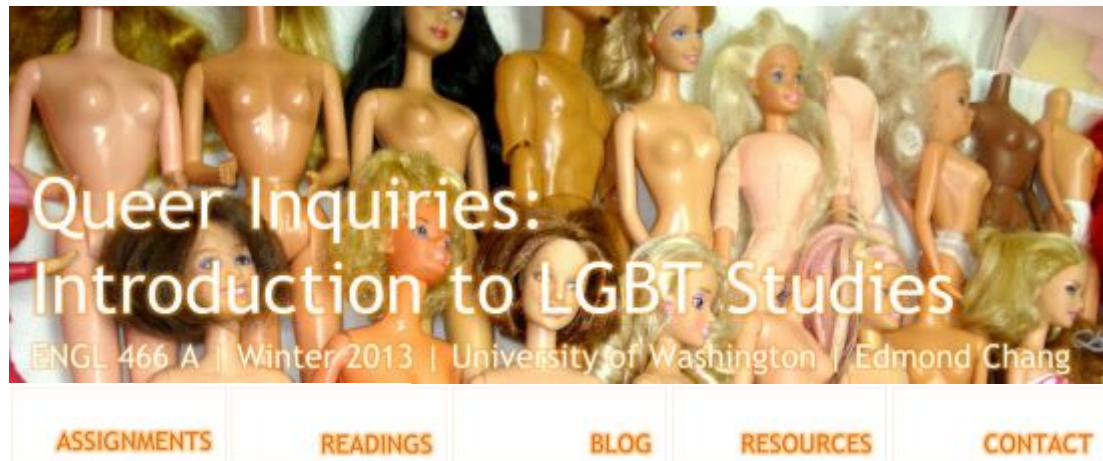 Queer Inquiries:
Introduction to LGBT Studies
ENGL 466 A | Winter 2013 | University of Washington | Edmond Chang
ASSIGNMENTS READINGS BLOG RESOURCES CONTACT